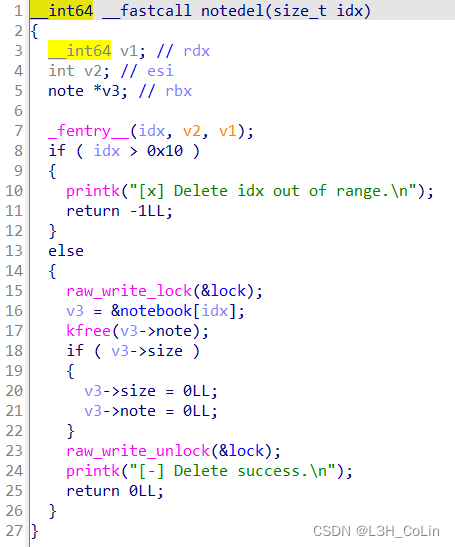 1 __int64 __fastcall notedel(size_t idx)
2 {
3 __int64 v1; // rdx
4 int v2; // esi
5 note *v3; // rbx
6
7 _fentry__(idx, v2, v1);
8 if ( idx > 0x10 )
9 {
10 printk("[x] Delete idx out of range.\n");
11 return -1LL;
12 }
13 else
14 {
15 raw_write_lock(&lock);
16 v3 = &notebook[idx];
17 kfree(v3->note);
18 if ( v3->size )
19 {
20 v3->size = 0LL;
21 v3->note = 0LL;
22 }
23 raw_write_unlock(&lock);
24 printk("[-] Delete success.\n");
25 return 0LL;
26 }
27 }
CSDN @L3H_CoLin